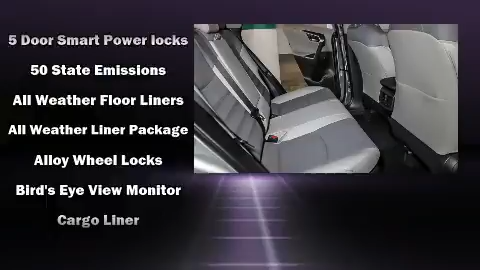 5 Door Smart Power locks
50 State Emissions
All Weather Floor Liners
All Weather Liner Package
Alloy Wheel Locks
Bird's Eye View Monitor
Cargo Liner